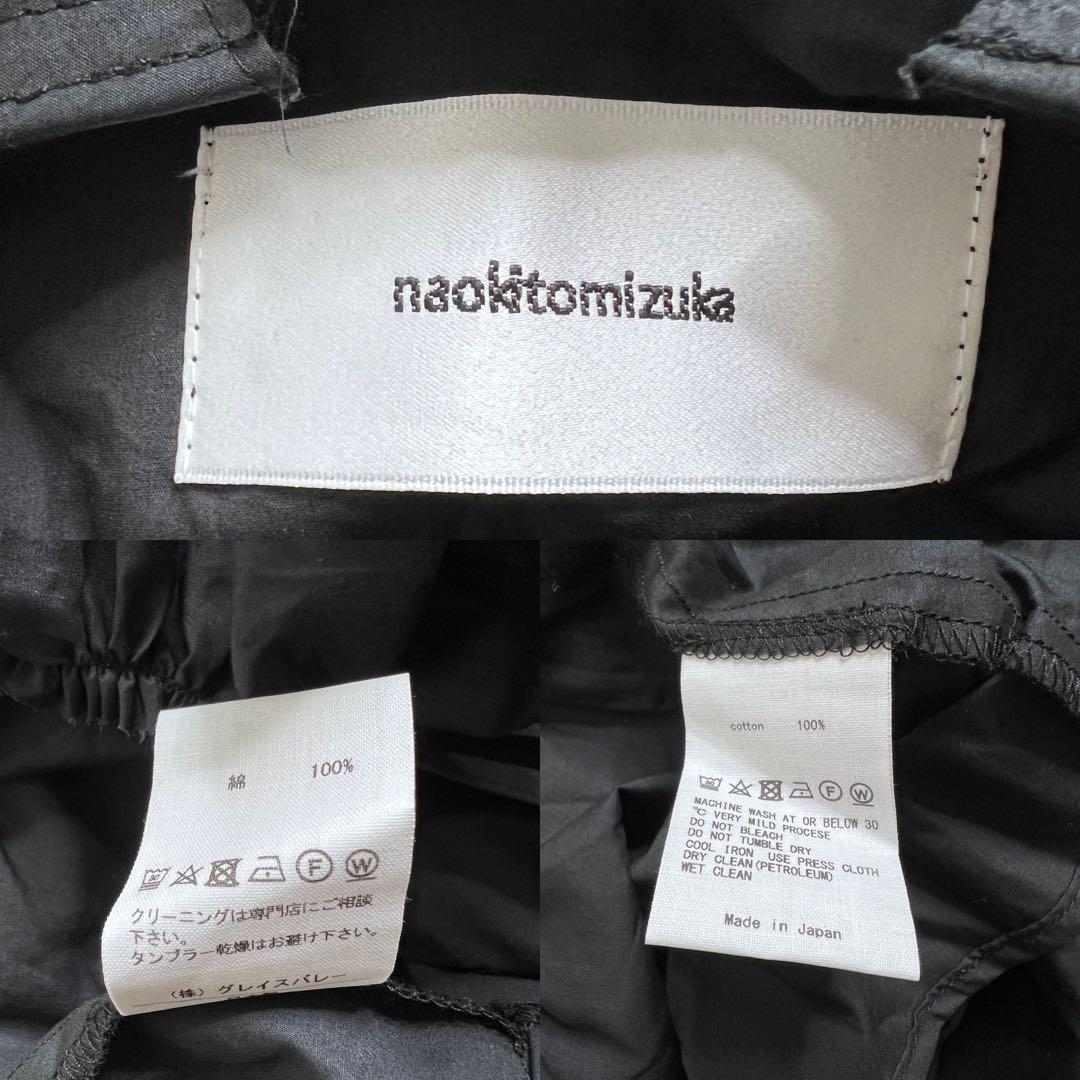 naokitomizuka
綿 100%
30 F W
クリーニングは専門店にご相談
下さい。
タンブラー乾燥はお避け下さい。
(株) グレイスバレー
cotton 100%
30 F W
MACHINE WASH AT OR BELOW 30
℃ VERY MILD PROCESE
DO NOT BLEACH
DO NOT TUMBLE DRY
COOL IRON USE PRESS CLOTH
DRY CLEAN(PETROLEUM)
WET CLEAN
Made in Japan